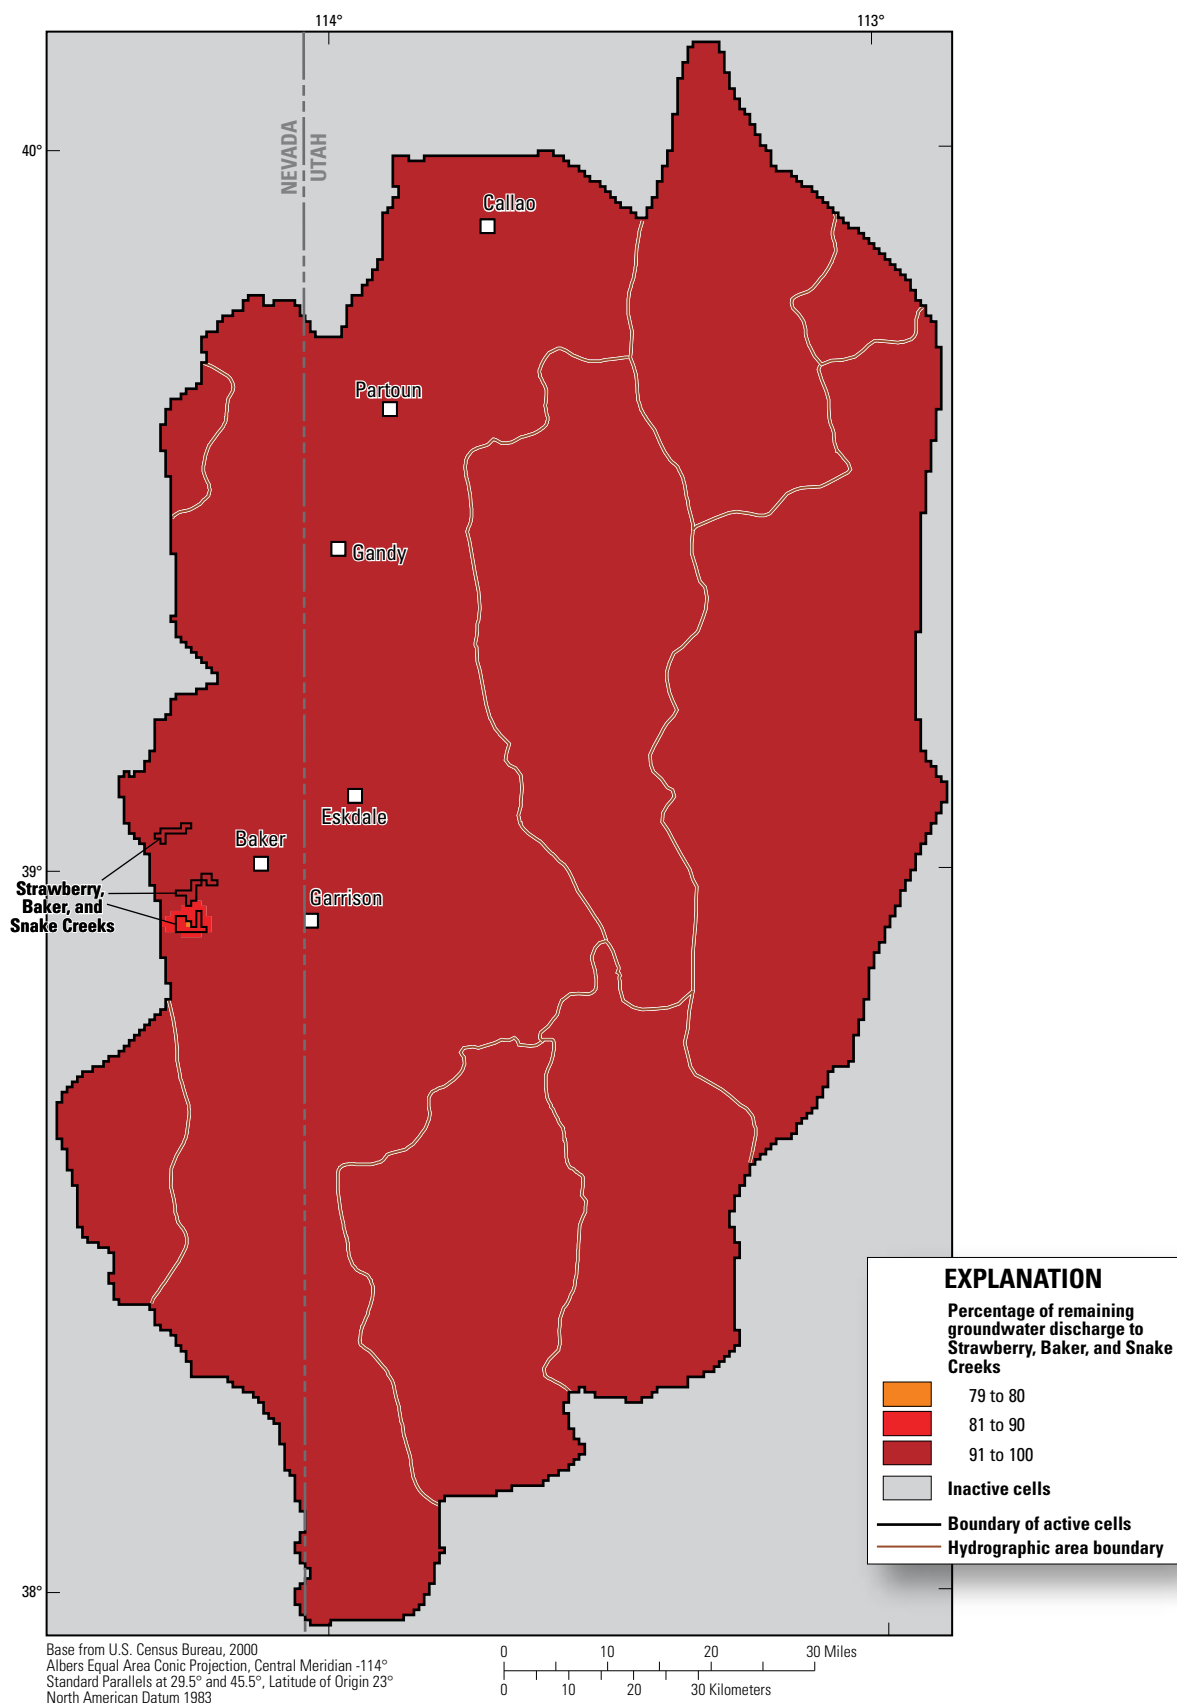 114°
113°
40°
NEVADA
UTAH
Callao
Partoun
Gandy
Eskdale
Baker
39°
Strawberry,
Baker, and
Snake Creeks
Garrison
38°
EXPLANATION
Percentage of remaining
groundwater discharge to
Strawberry, Baker, and Snake
Creeks
79 to 80
81 to 90
91 to 100
Inactive cells
Boundary of active cells
Hydrographic area boundary
Base from U.S. Census Bureau, 2000
Albers Equal Area Conic Projection, Central Meridian -114°
Standard Parallels at 29.5° and 45.5°, Latitude of Origin 23°
North American Datum 1983
0 10 20 30 Miles
0 10 20 30 Kilometers